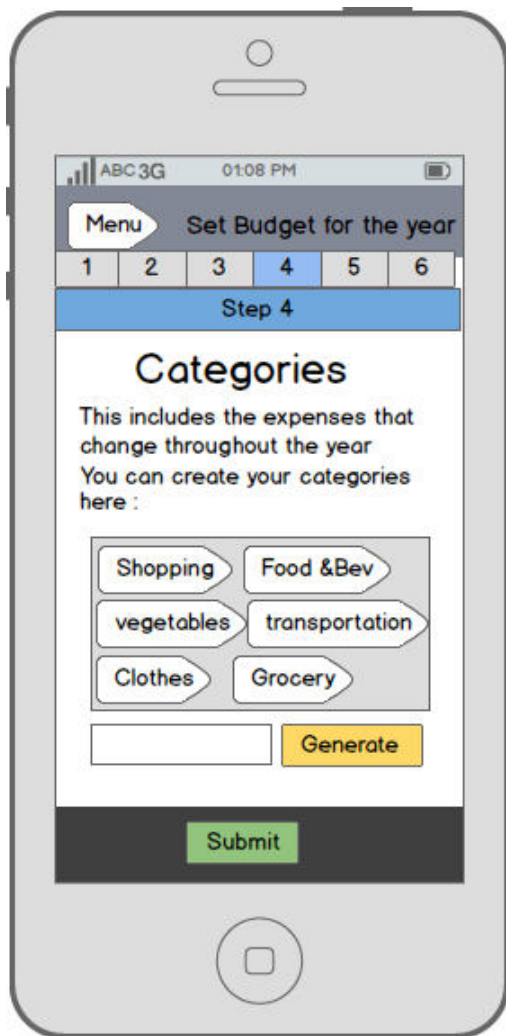 ABC 3G 01:08 PM
Menu Set Budget for the year
1 2 3 4 5 6
Step 4
Categories
This includes the expenses that
change throughout the year
You can create your categories
here :
Shopping Food &Bev
vegetables transportation
Clothes Grocery
Generate
Submit